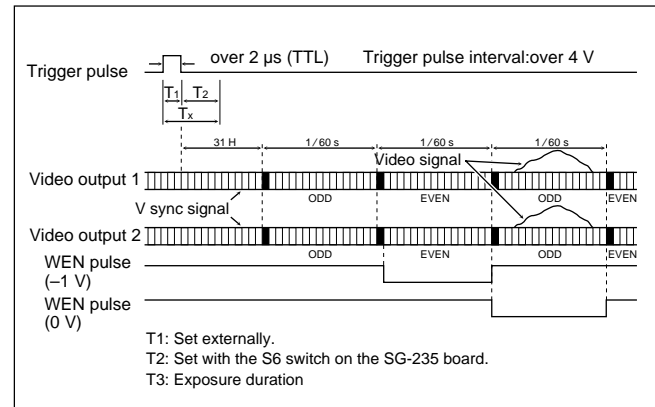 over 2 μs (TTL) Trigger pulse interval:over 4 V
Trigger pulse
T1 T2
Tx
31 H 1/60 s 1/60 s 1/60 s
Video signal
Video output 1
ODD EVEN ODD EVEN
V sync signal
Video output 2
ODD EVEN ODD EVEN
WEN pulse
(–1 V)
WEN pulse
(0 V)
T1: Set externally.
T2: Set with the S6 switch on the SG-235 board.
T3: Exposure duration